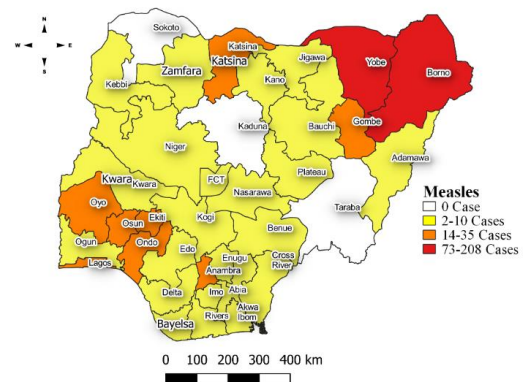 N
W E
S
Sokoto
Katsina
Katsina
Zamfara
Jigawa
Yobe
Borno
Kebbi
Kano
Kaduna
Bauchi
Gombe
Niger
Adamawa
Plateau
Kwara
Kwara
FCT
Nasarawa
Taraba
Oyo
Osun
Ekiti
Kogi
Benue
Ogun
Ondo
Edo
Lagos
Enugu
Anambra
Cross
River
Delta
Imo
Abia
Bayelsa
Rivers
Akwa
Ibom
Measles
0 Case
2-10 Cases
14-35 Cases
73-208 Cases
0 100 200 300 400 km